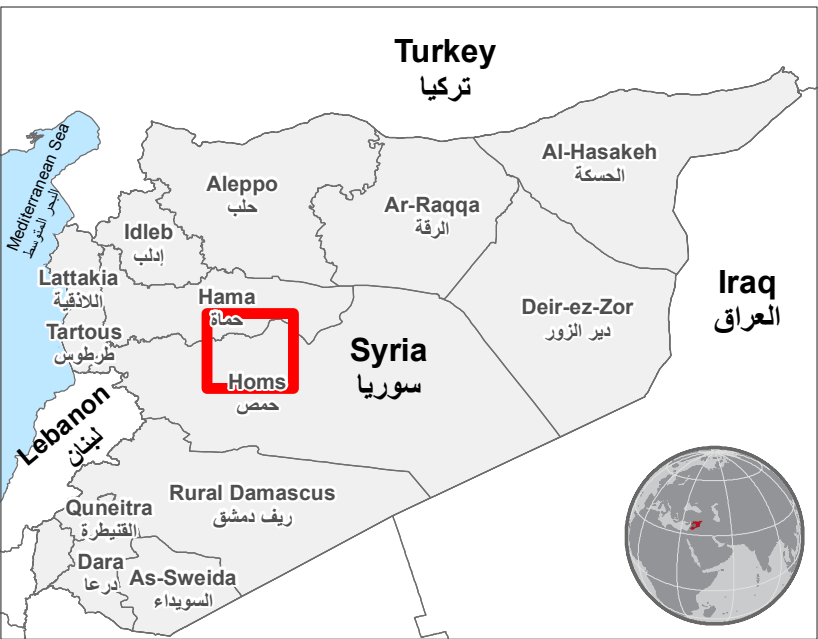 Turkey
تركيا
Mediterranean Sea
البحر المتوسط
Aleppo
حلب
Al-Hasakeh
الحسكة
Ar-Raqqa
الرقة
Idleb
إدلب
Lattakia
اللاذقية
Hama
حماة
Deir-ez-Zor
دير الزور
Iraq
العراق
Tartous
طرطوس
Syria
سوريا
Homs
حمص
Lebanon
لبنان
Rural Damascus
ريف دمشق
Quneitra
القنيطرة
Dara
درعا
As-Sweida
السويداء